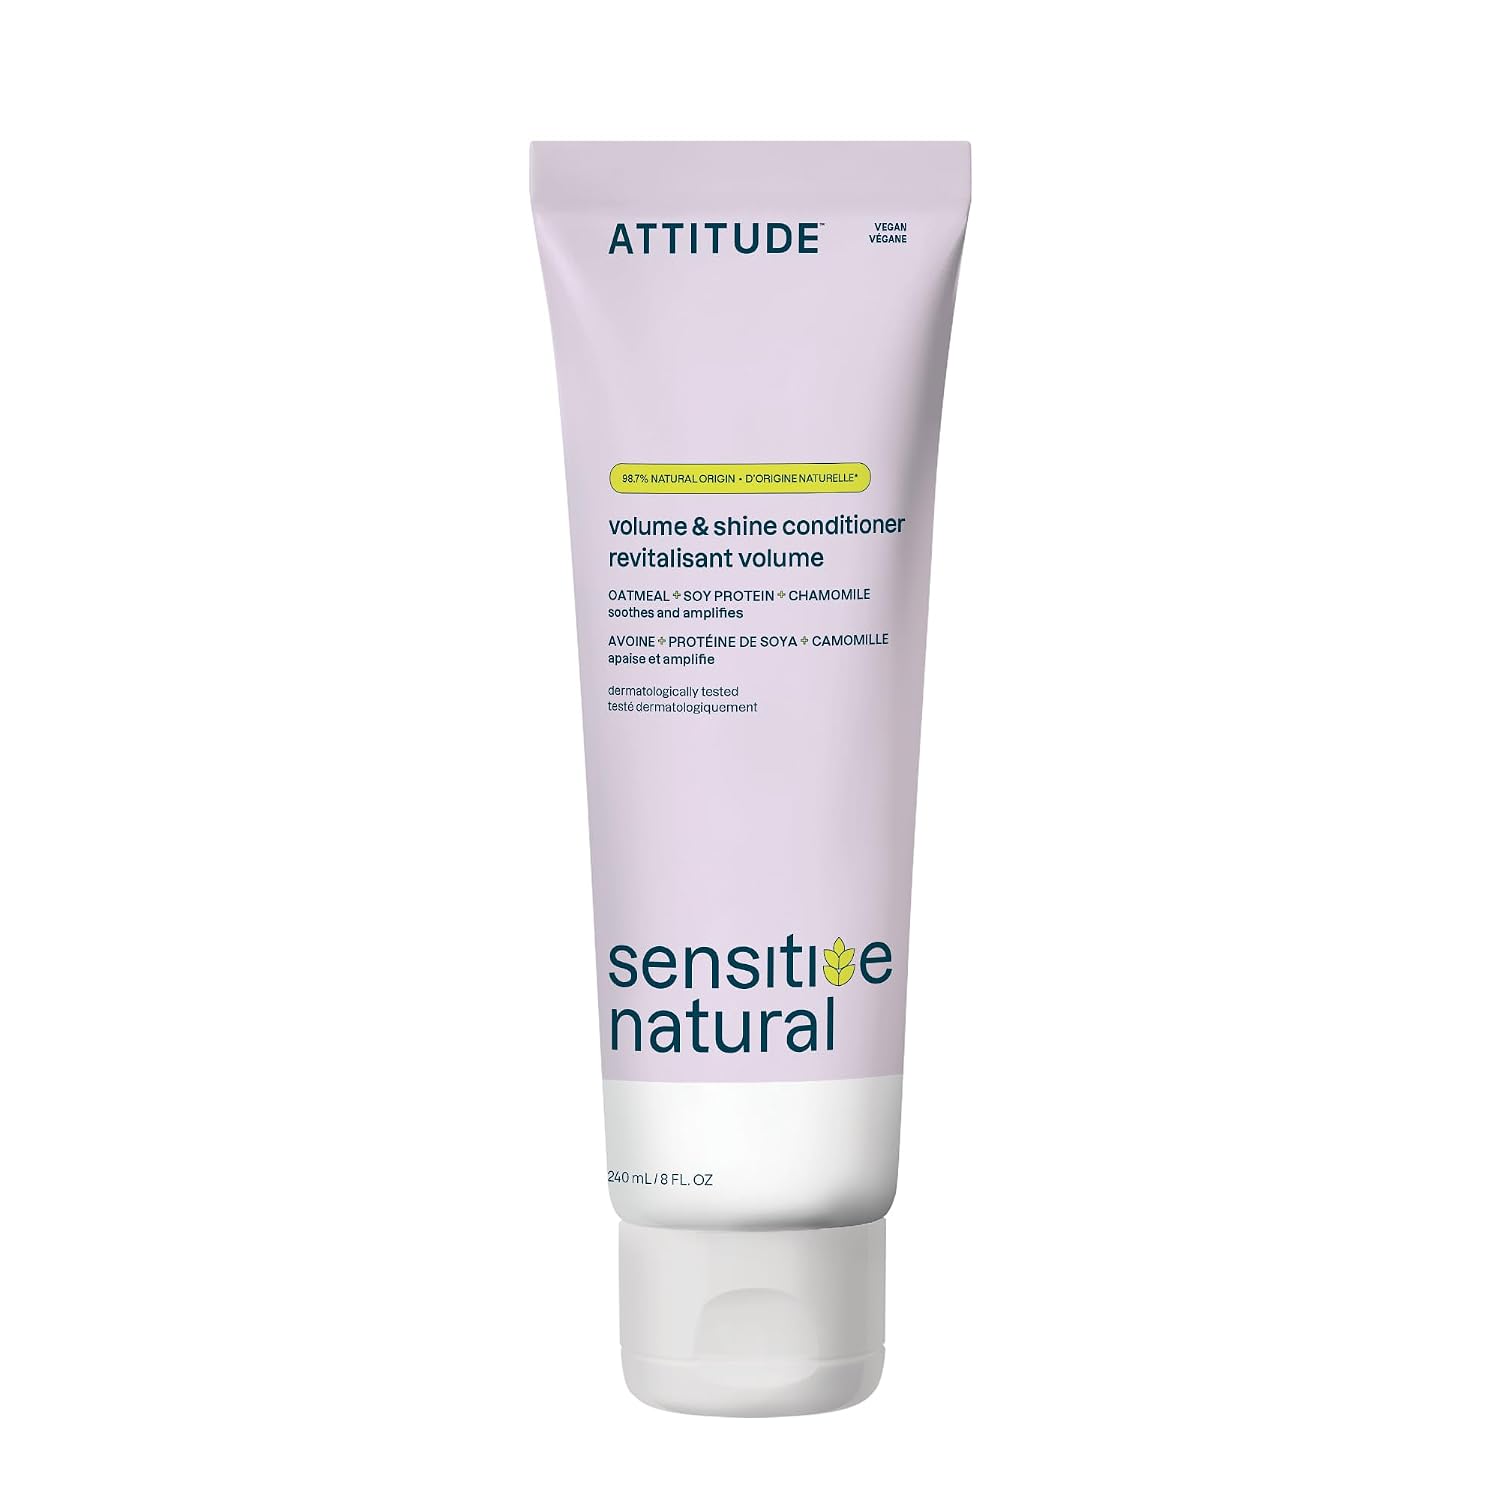 ATTITUDE™
VEGAN
VÉGANE
98.7% NATURAL ORIGIN • D'ORIGINE NATURELLE*
volume & shine conditioner
revitalisant volume
OATMEAL + SOY PROTEIN + CHAMOMILE
soothes and amplifies
AVOINE + PROTÉINE DE SOYA + CAMOMILLE
apaise et amplifie
dermatologically tested
testé dermatologiquement
sensitive
natural
240 mL / 8 FL. OZ